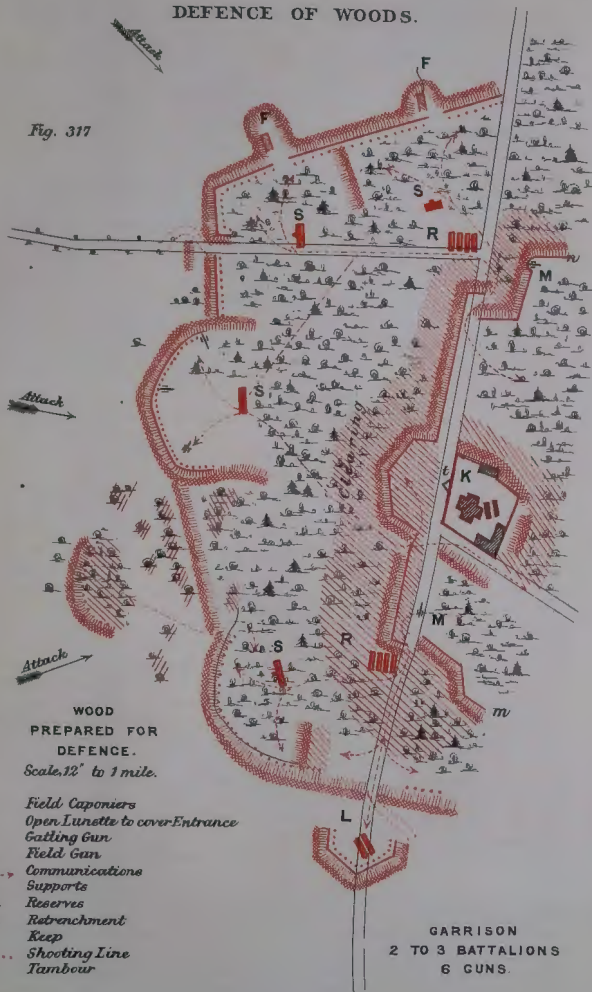 DEFENCE OF WOODS.
Attack
Fig. 317
F
F
S
S
R
n
M
Attack
S
Clearing
t
K
Attack
S
R
M
m
L
WOOD
PREPARED FOR
DEFENCE.
Scale, 12" to 1 mile.
Field Caponiers
Open Lunette to cover Entrance
Gatling Gun
Field Gun
Communications
Supports
Reserves
Retrenchment
Keep
Shooting Line
Tambour
GARRISON
2 TO 3 BATTALIONS
6 GUNS.